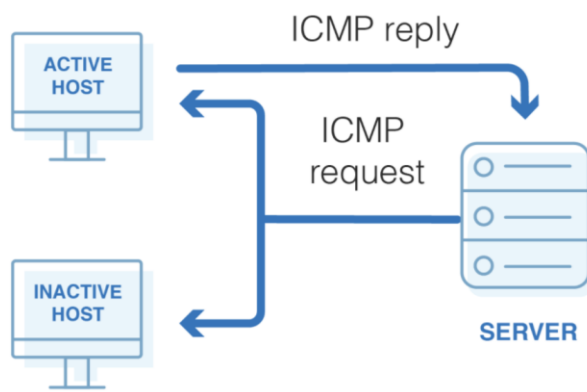 ICMP reply
ACTIVE
HOST
ICMP
request
INACTIVE
HOST
SERVER